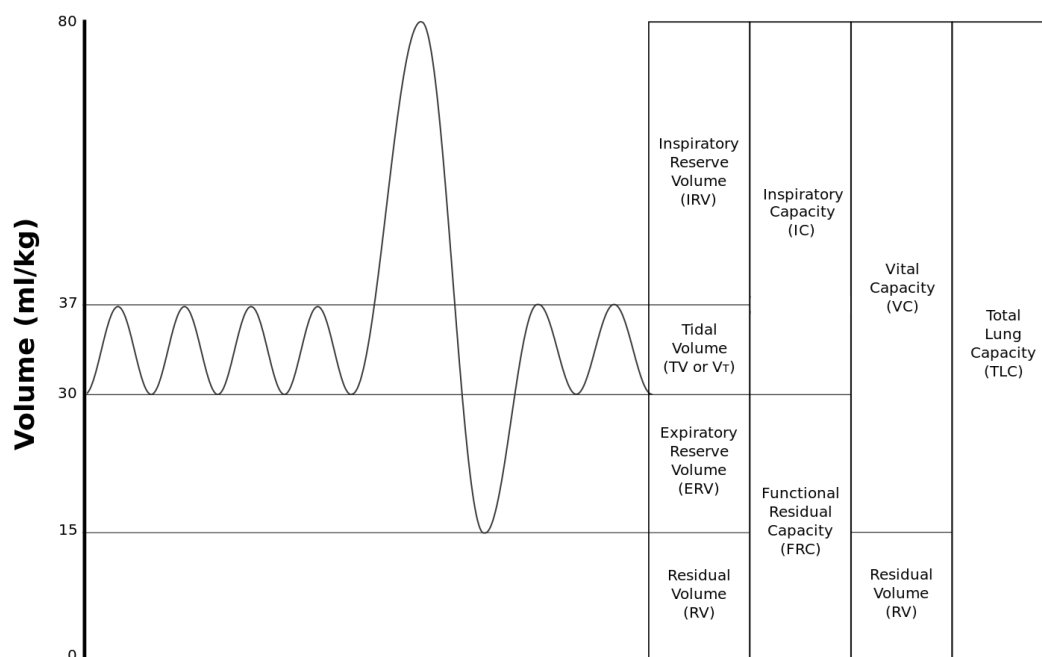 80
37
30
15
0
Volume (ml/kg)
Inspiratory
Reserve
Volume
(IRV)
Tidal
Volume
(TV or VT)
Expiratory
Reserve
Volume
(ERV)
Residual
Volume
(RV)
Inspiratory
Capacity
(IC)
Functional
Residual
Capacity
(FRC)
Vital
Capacity
(VC)
Residual
Volume
(RV)
Total
Lung
Capacity
(TLC)